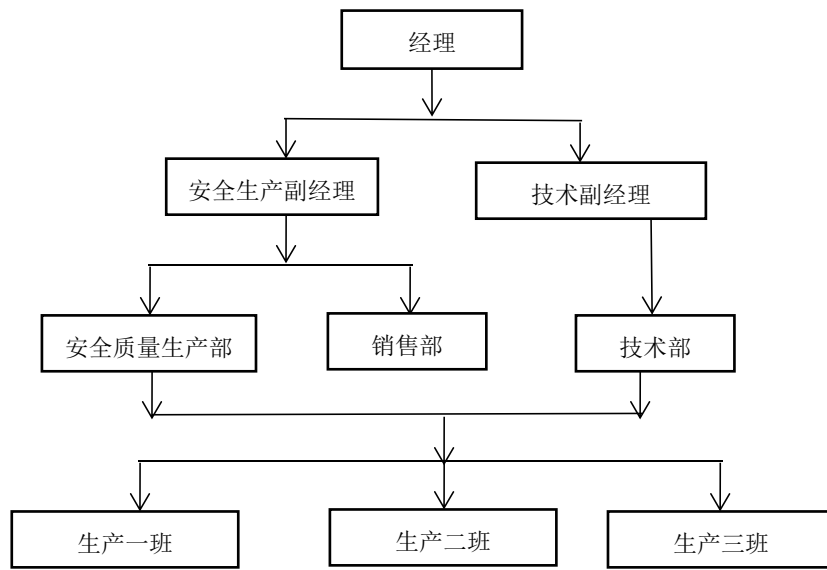 经理
安全生产副经理
技术副经理
安全质量生产部
销售部
技术部
生产一班
生产二班
生产三班